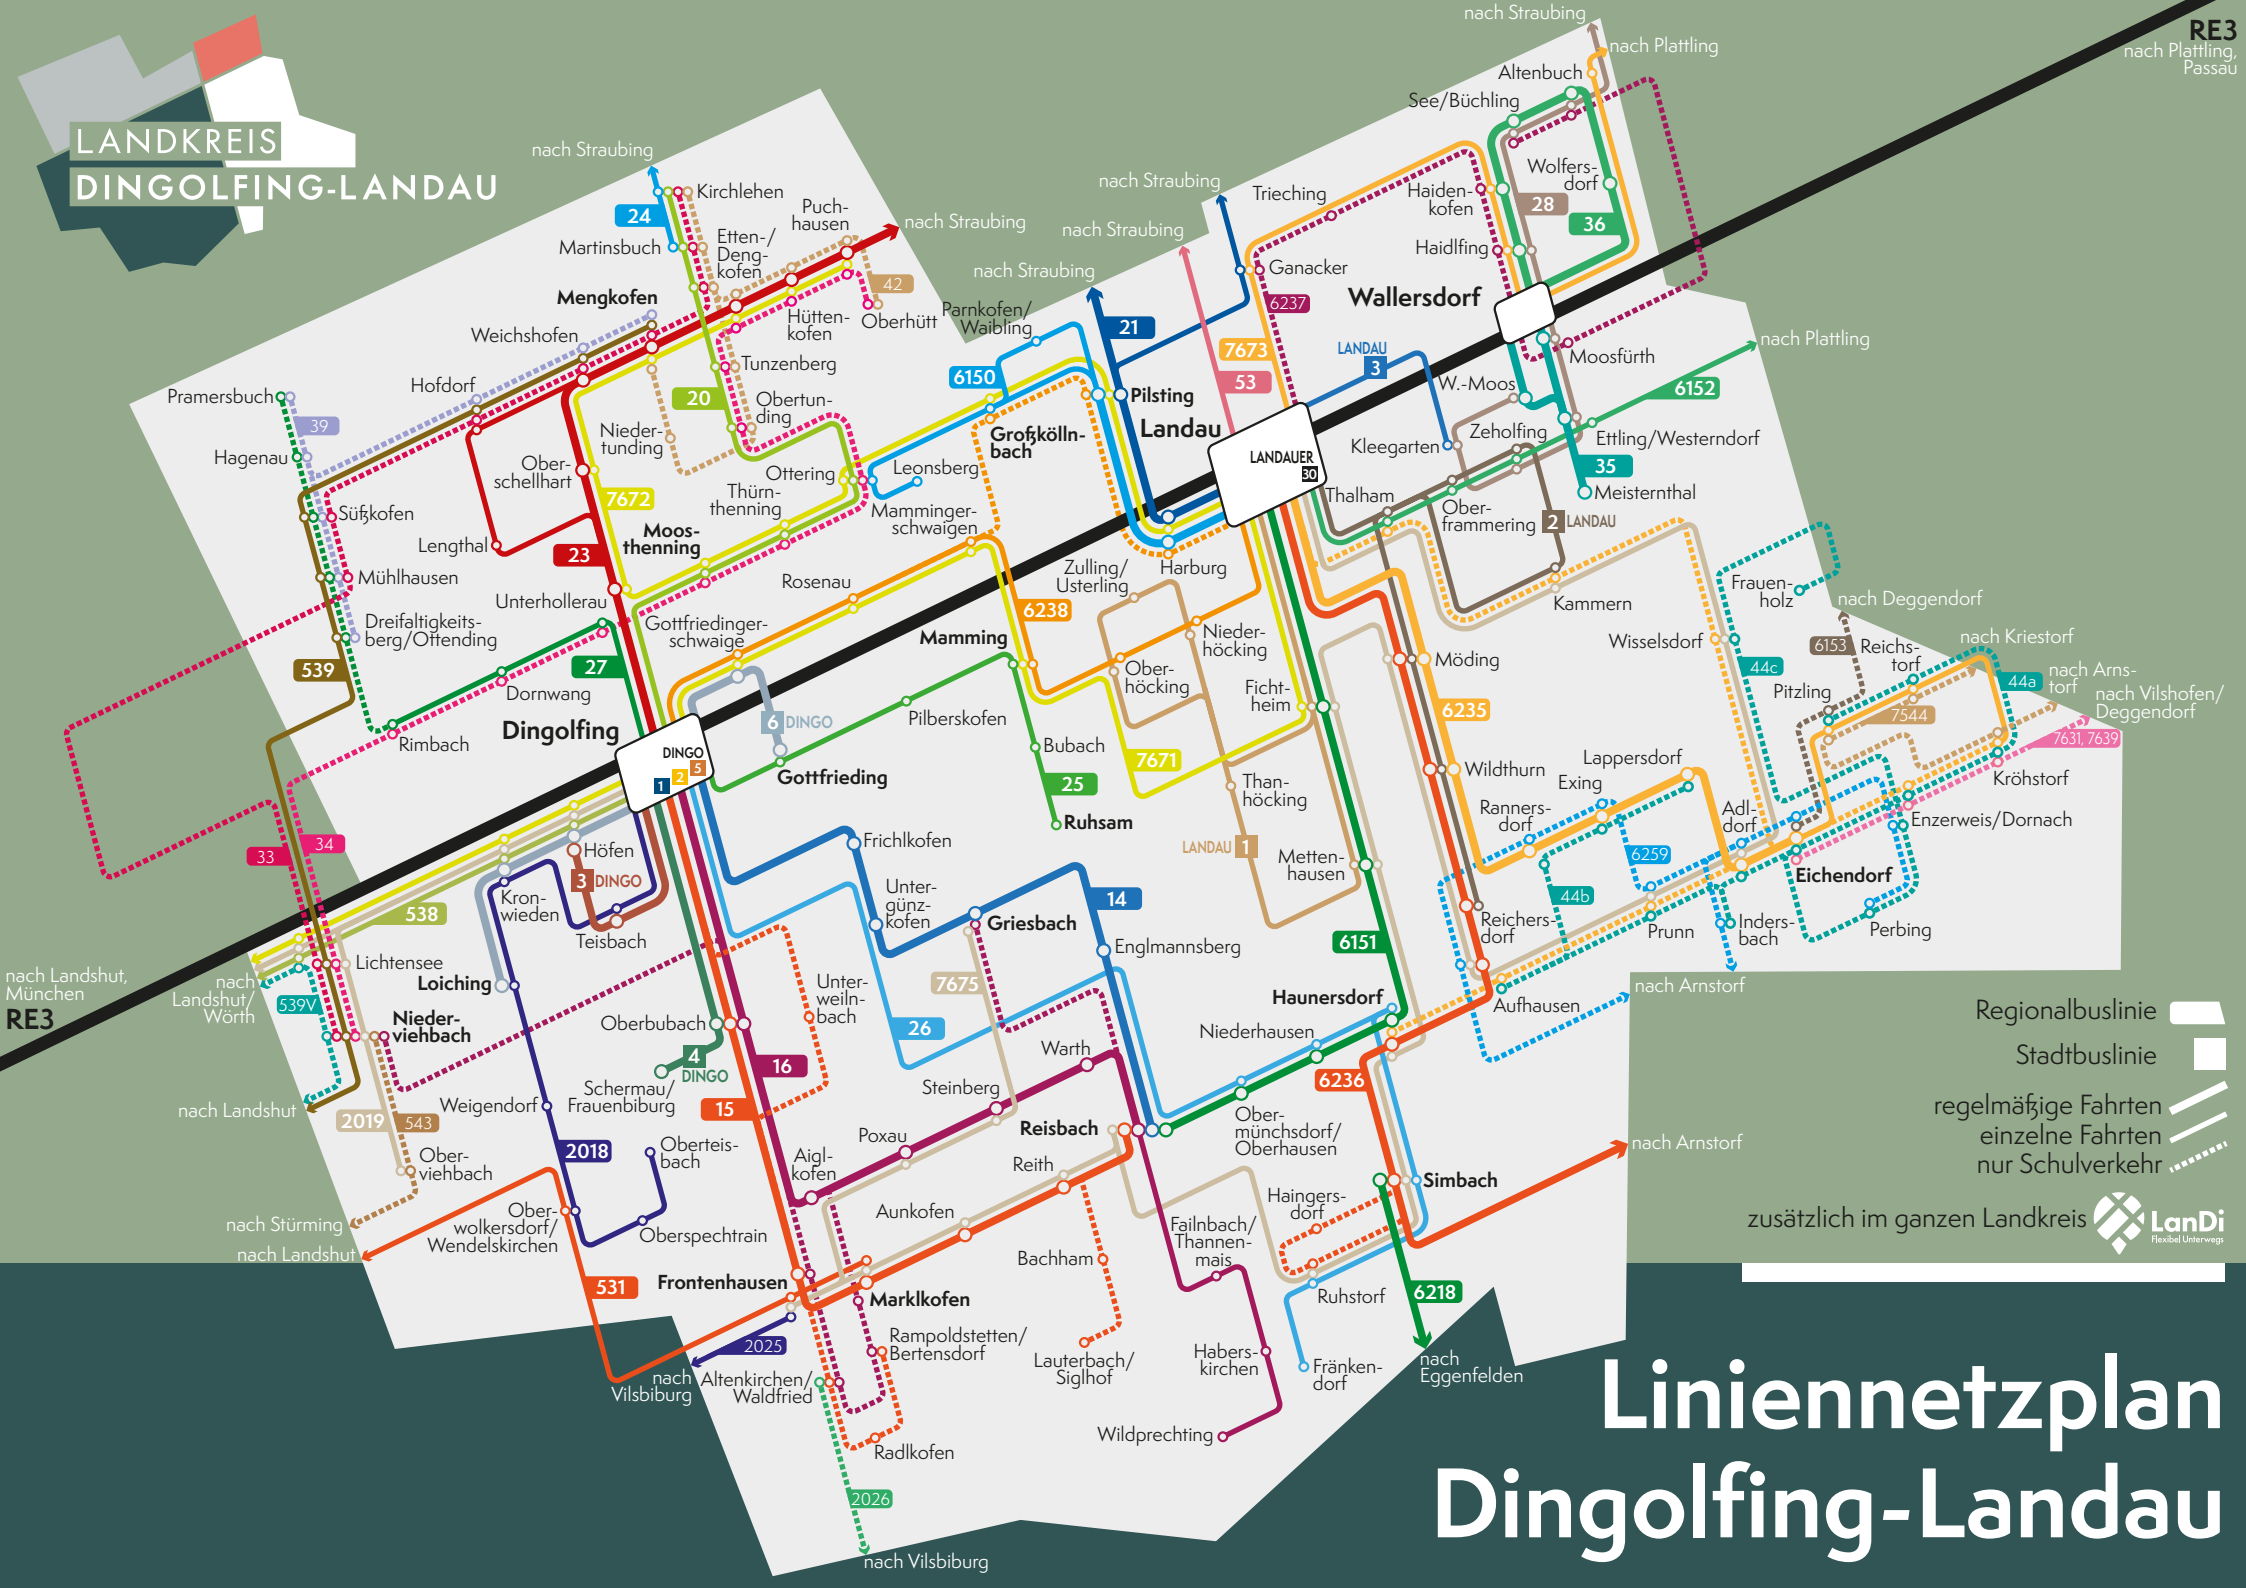 LANDKREIS
DINGOLFING-LANDAU
nach Straubing
nach Plattling
RE3
nach Plattling,
Passau
Altenbuch
See/Büchling
Wolfers-
dorf
28
36
nach Straubing
24
Kirchlehen
Martinsbuch
Puch-
hausen
Etten-/
Deng-
kofen
nach Straubing
42
Oberhütt
Hütten-
kofen
Mengkofen
Weichshofen
Hofdorf
Tunzenberg
20
Obertun-
ding
Nieder-
tunding
Pramersbuch
39
Hagenau
Süßkofen
Mühlhausen
Dreifaltigkeits-
berg/Ottending
Ober-
schellhart
7672
Lengthal
23
Moos-
thenning
Thürn-
thenning
Ottering
Leonsberg
Mamminger-
schwaigen
Unterhollerau
Rosenau
Gottfriedinger-
schwaige
539
27
Dornwang
Rimbach
Dingolfing
nach Straubing
nach Straubing
nach Straubing
Parnkofen/
Waibling
21
6150
Pilsting
Großkölln-
bach
Landau
Trieching
Haiden-
kofen
Haidlfing
Ganacker
6237
7673
53
Wallersdorf
LANDAU
3
Moosfürth
W.-Moos
nach Plattling
6152
Kleegarten
Zeholfing
Ettling/Westerndorf
35
Meisternthal
LANDAUER
30
Thalham
Ober-
frammering
2 LANDAU
Kammern
Zulling/
Usterling
Harburg
6238
Mamming
Nieder-
höcking
Ober-
höcking
Ficht-
heim
Möding
6235
Wildthurn
Wisselsdorf
Frauen-
holz
nach Deggendorf
6153
Reichs-
torf
nach Kriestorf
44c
44a
nach Arns-
torf
nach Vilshofen/
Deggendorf
Pitzling
7544
7631, 7639
Kröhstorf
Enzerweis/Dornach
Lappersdorf
Exing
Ranners-
dorf
Adl-
dorf
6259
44b
Eichendorf
Perbing
Inders-
bach
Prunn
nach Arnstorf
Aufhausen
Reichers-
dorf
DINGO
1
2
5
6 DINGO
Gottfrieding
Pilberskofen
Bubach
25
Ruhsam
7671
Than-
höcking
LANDAU 1
Metten-
hausen
6151
Haunersdorf
Niederhausen
6236
Frichlkofen
Unter-
günz-
kofen
Griesbach
14
Englmannsberg
7675
26
Höfen
3 DINGO
Kron-
wieden
Teisbach
538
34
33
Lichtensee
Loiching
nach Landshut,
München
RE3
nach
Landshut/
Wörth
539V
Nieder-
viehbach
nach Landshut
2019
543
Ober-
viehbach
nach Stürming
nach Landshut
Oberbubach
4
DINGO
Schermau/
Frauenbiburg
Weigendorf
2018
Oberteis-
bach
Oberspechtrain
Ober-
wolkersdorf/
Wendelskirchen
531
15
16
Unter-
weiln-
bach
Warth
Steinberg
Poxau
Aigl-
kofen
Reisbach
Reith
Aunkofen
Ober-
münchsdorf/
Oberhausen
Frontenhausen
Marklkofen
2025
nach
Vilsbiburg
Altenkirchen/
Waldfried
Rampoldstetten/
Bertensdorf
Radlkofen
2026
nach Vilsbiburg
Bachham
Lauterbach/
Siglhof
Failnbach/
Thannen-
mais
Habers-
kirchen
Wildprechting
Haingers-
dorf
Simbach
Ruhstorf
Fränken-
dorf
6218
nach
Eggenfelden
nach Arnstorf
Regionalbuslinie
Stadtbuslinie
regelmäßige Fahrten
einzelne Fahrten
nur Schulverkehr
zusätzlich im ganzen Landkreis
LanDi
Flexibel Unterwegs
Liniennetzplan
Dingolfing-Landau